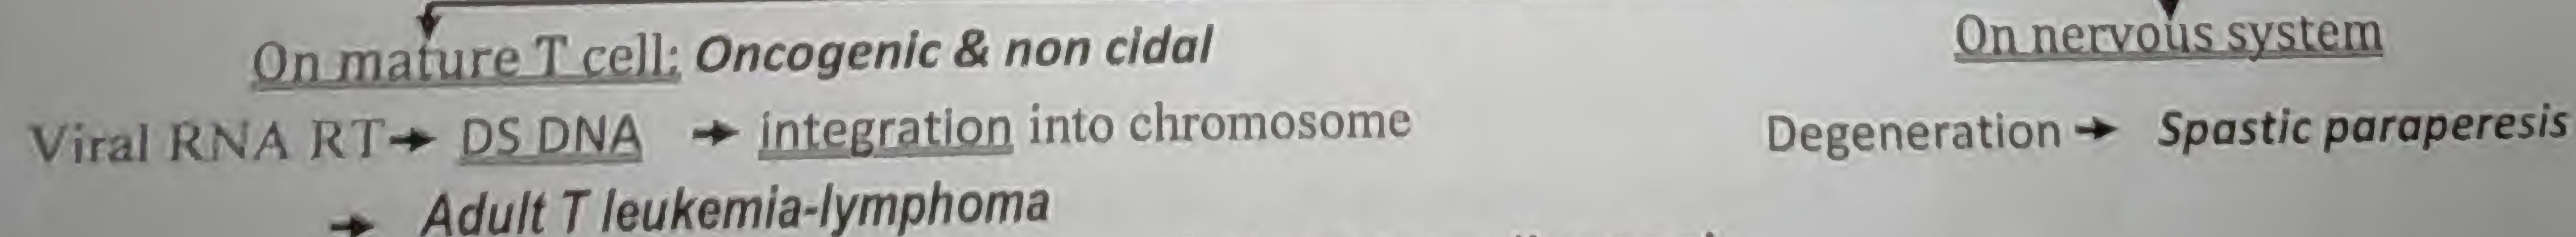 On mature T cell: Oncogenic & non cidal
Viral RNA RT→ DS DNA → integration into chromosome
→ Adult T leukemia-lymphoma
On nervous system
Degeneration → Spastic paraperesis